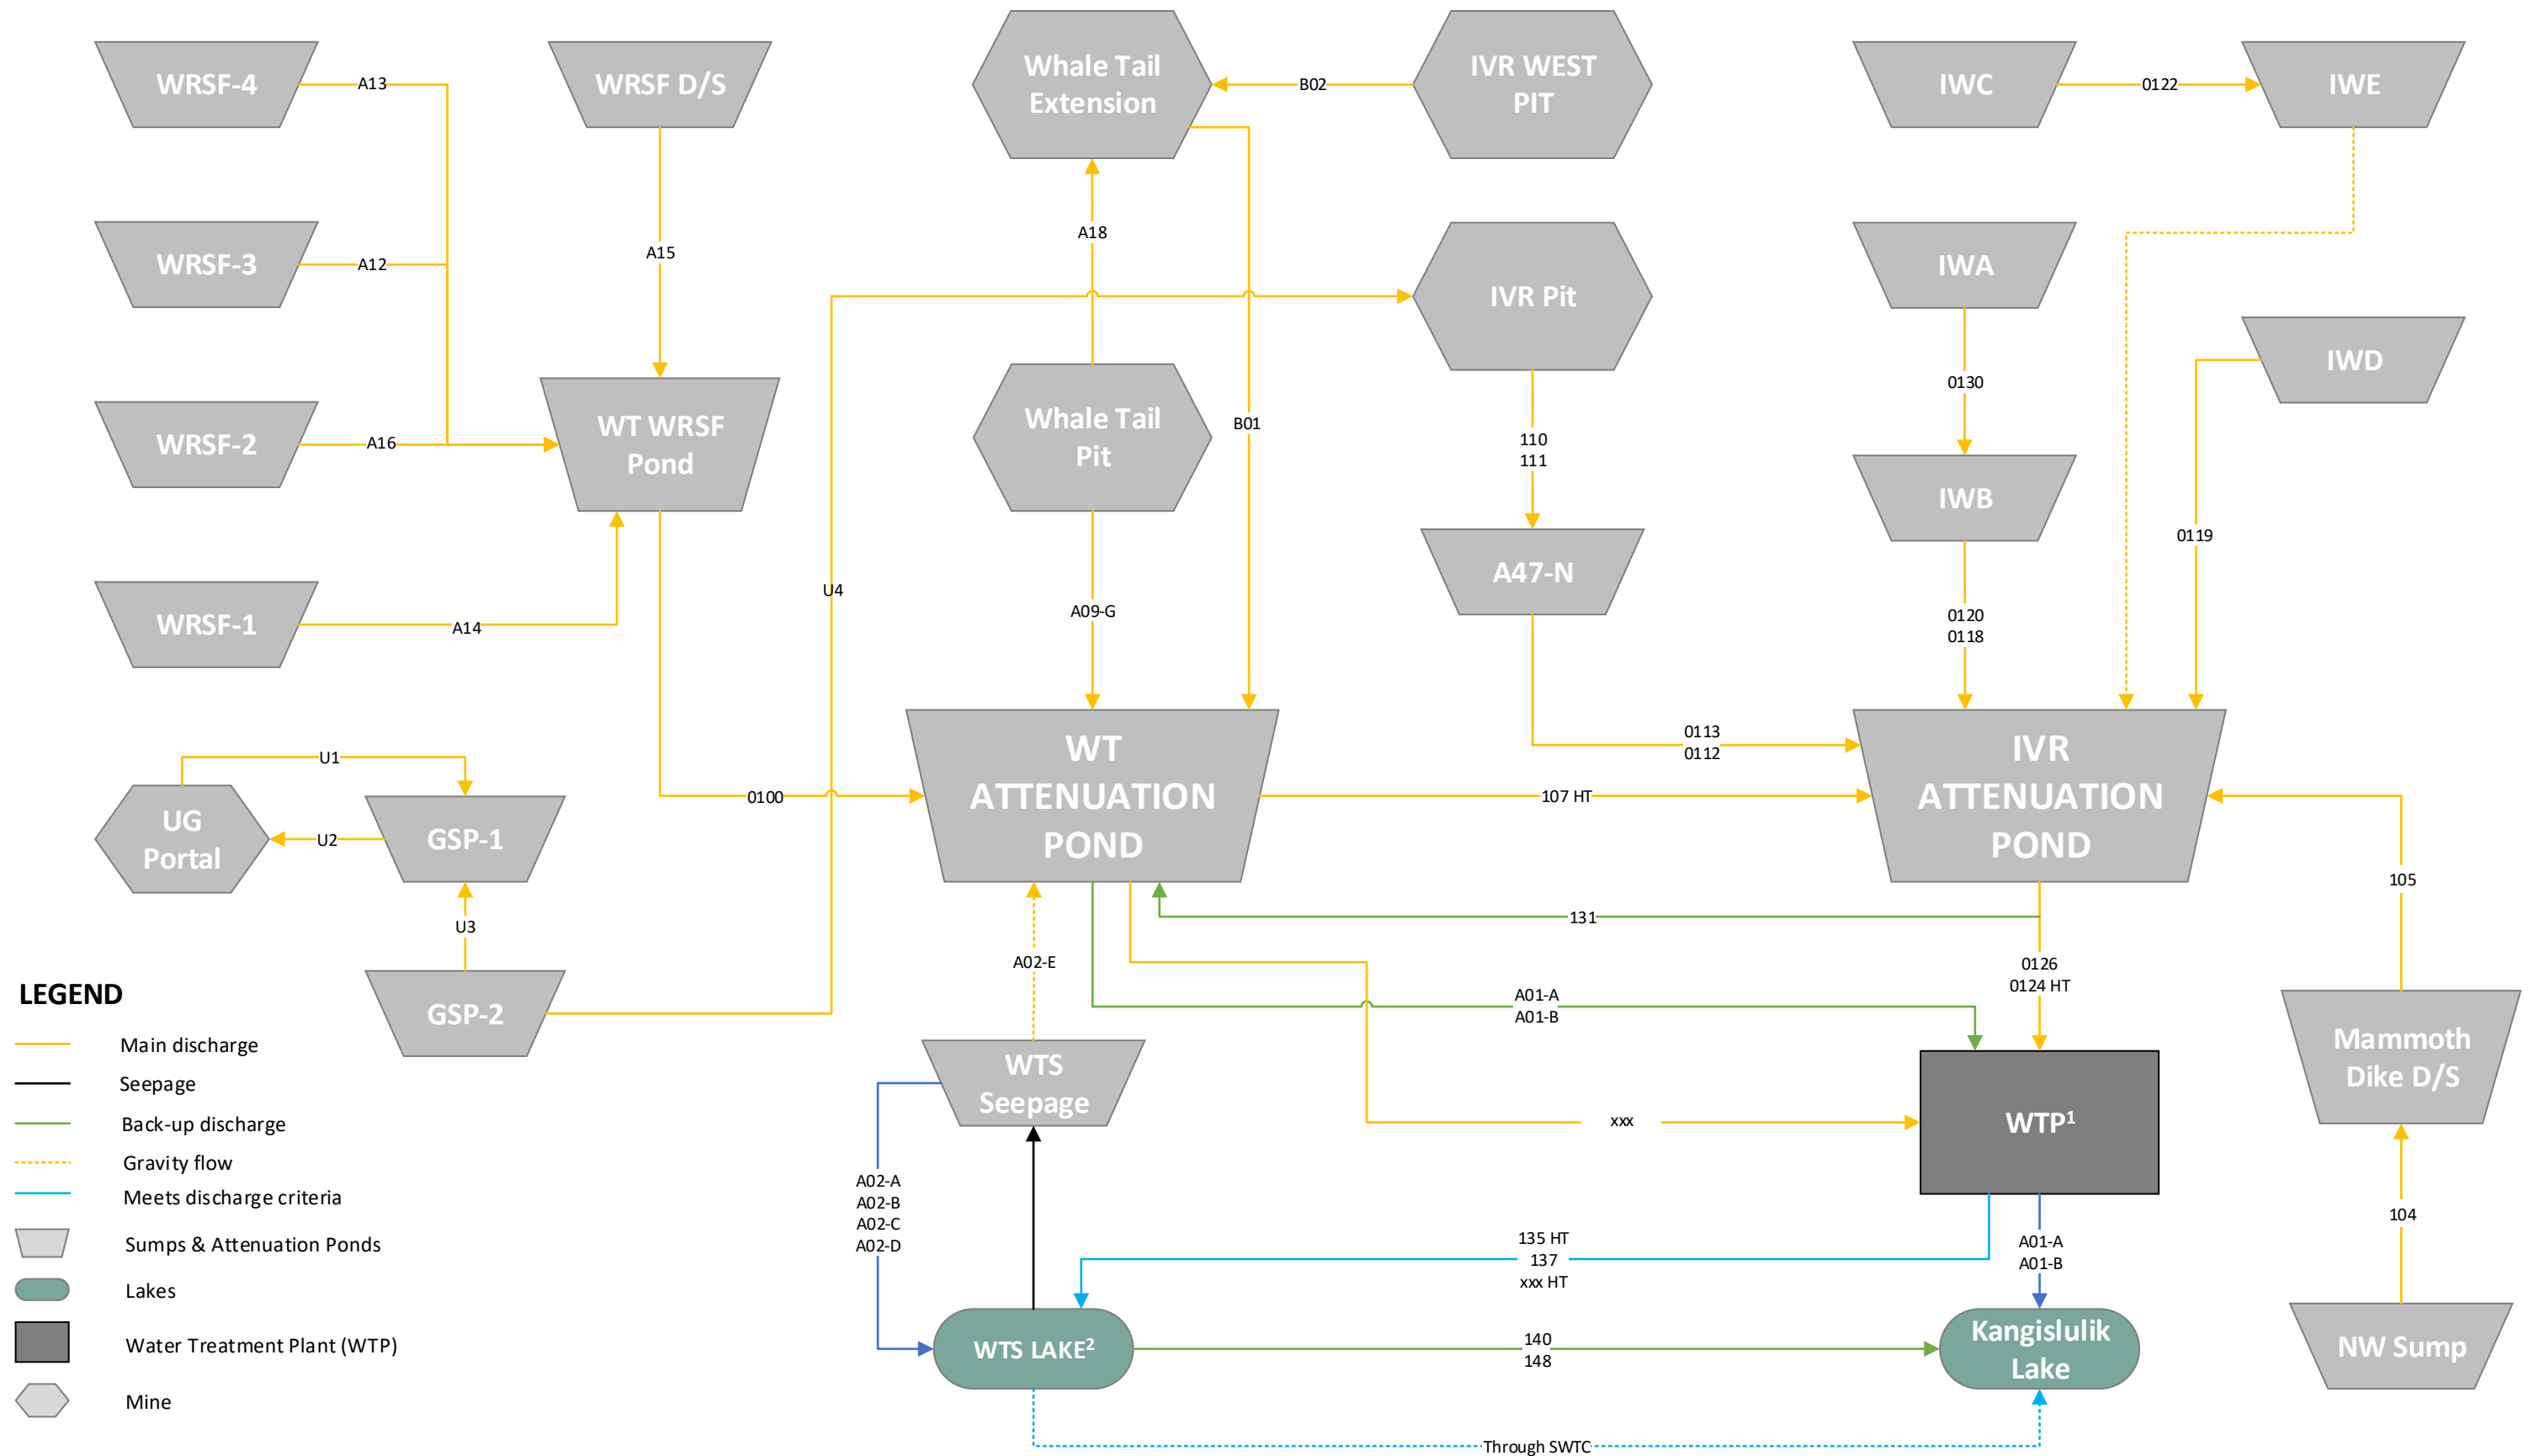 WRSF-4
A13
WRSF D/S
Whale Tail
Extension
B02
IVR WEST
PIT
IWC
0122
IWE
WRSF-3
A12
A15
A18
IVR Pit
IWA
IWD
WRSF-2
A16
WT WRSF
Pond
Whale Tail
Pit
B01
110
111
0130
IWB
0119
WRSF-1
A14
U4
A09-G
A47-N
0120
0118
U1
UG
Portal
U2
GSP-1
0100
WT
ATTENUATION
POND
0113
0112
107 HT
IVR
ATTENUATION
POND
105
U3
GSP-2
A02-E
131
0126
0124 HT
A01-A
A01-B
WTS
Seepage
xxx
WTP¹
Mammoth
Dike D/S
A02-A
A02-B
A02-C
A02-D
135 HT
137
xxx HT
A01-A
A01-B
104
WTS LAKE²
140
148
Kangislulik
Lake
NW Sump
Through SWTC
LEGEND
Main discharge
Seepage
Back-up discharge
Gravity flow
Meets discharge criteria
Sumps & Attenuation Ponds
Lakes
Water Treatment Plant (WTP)
Mine